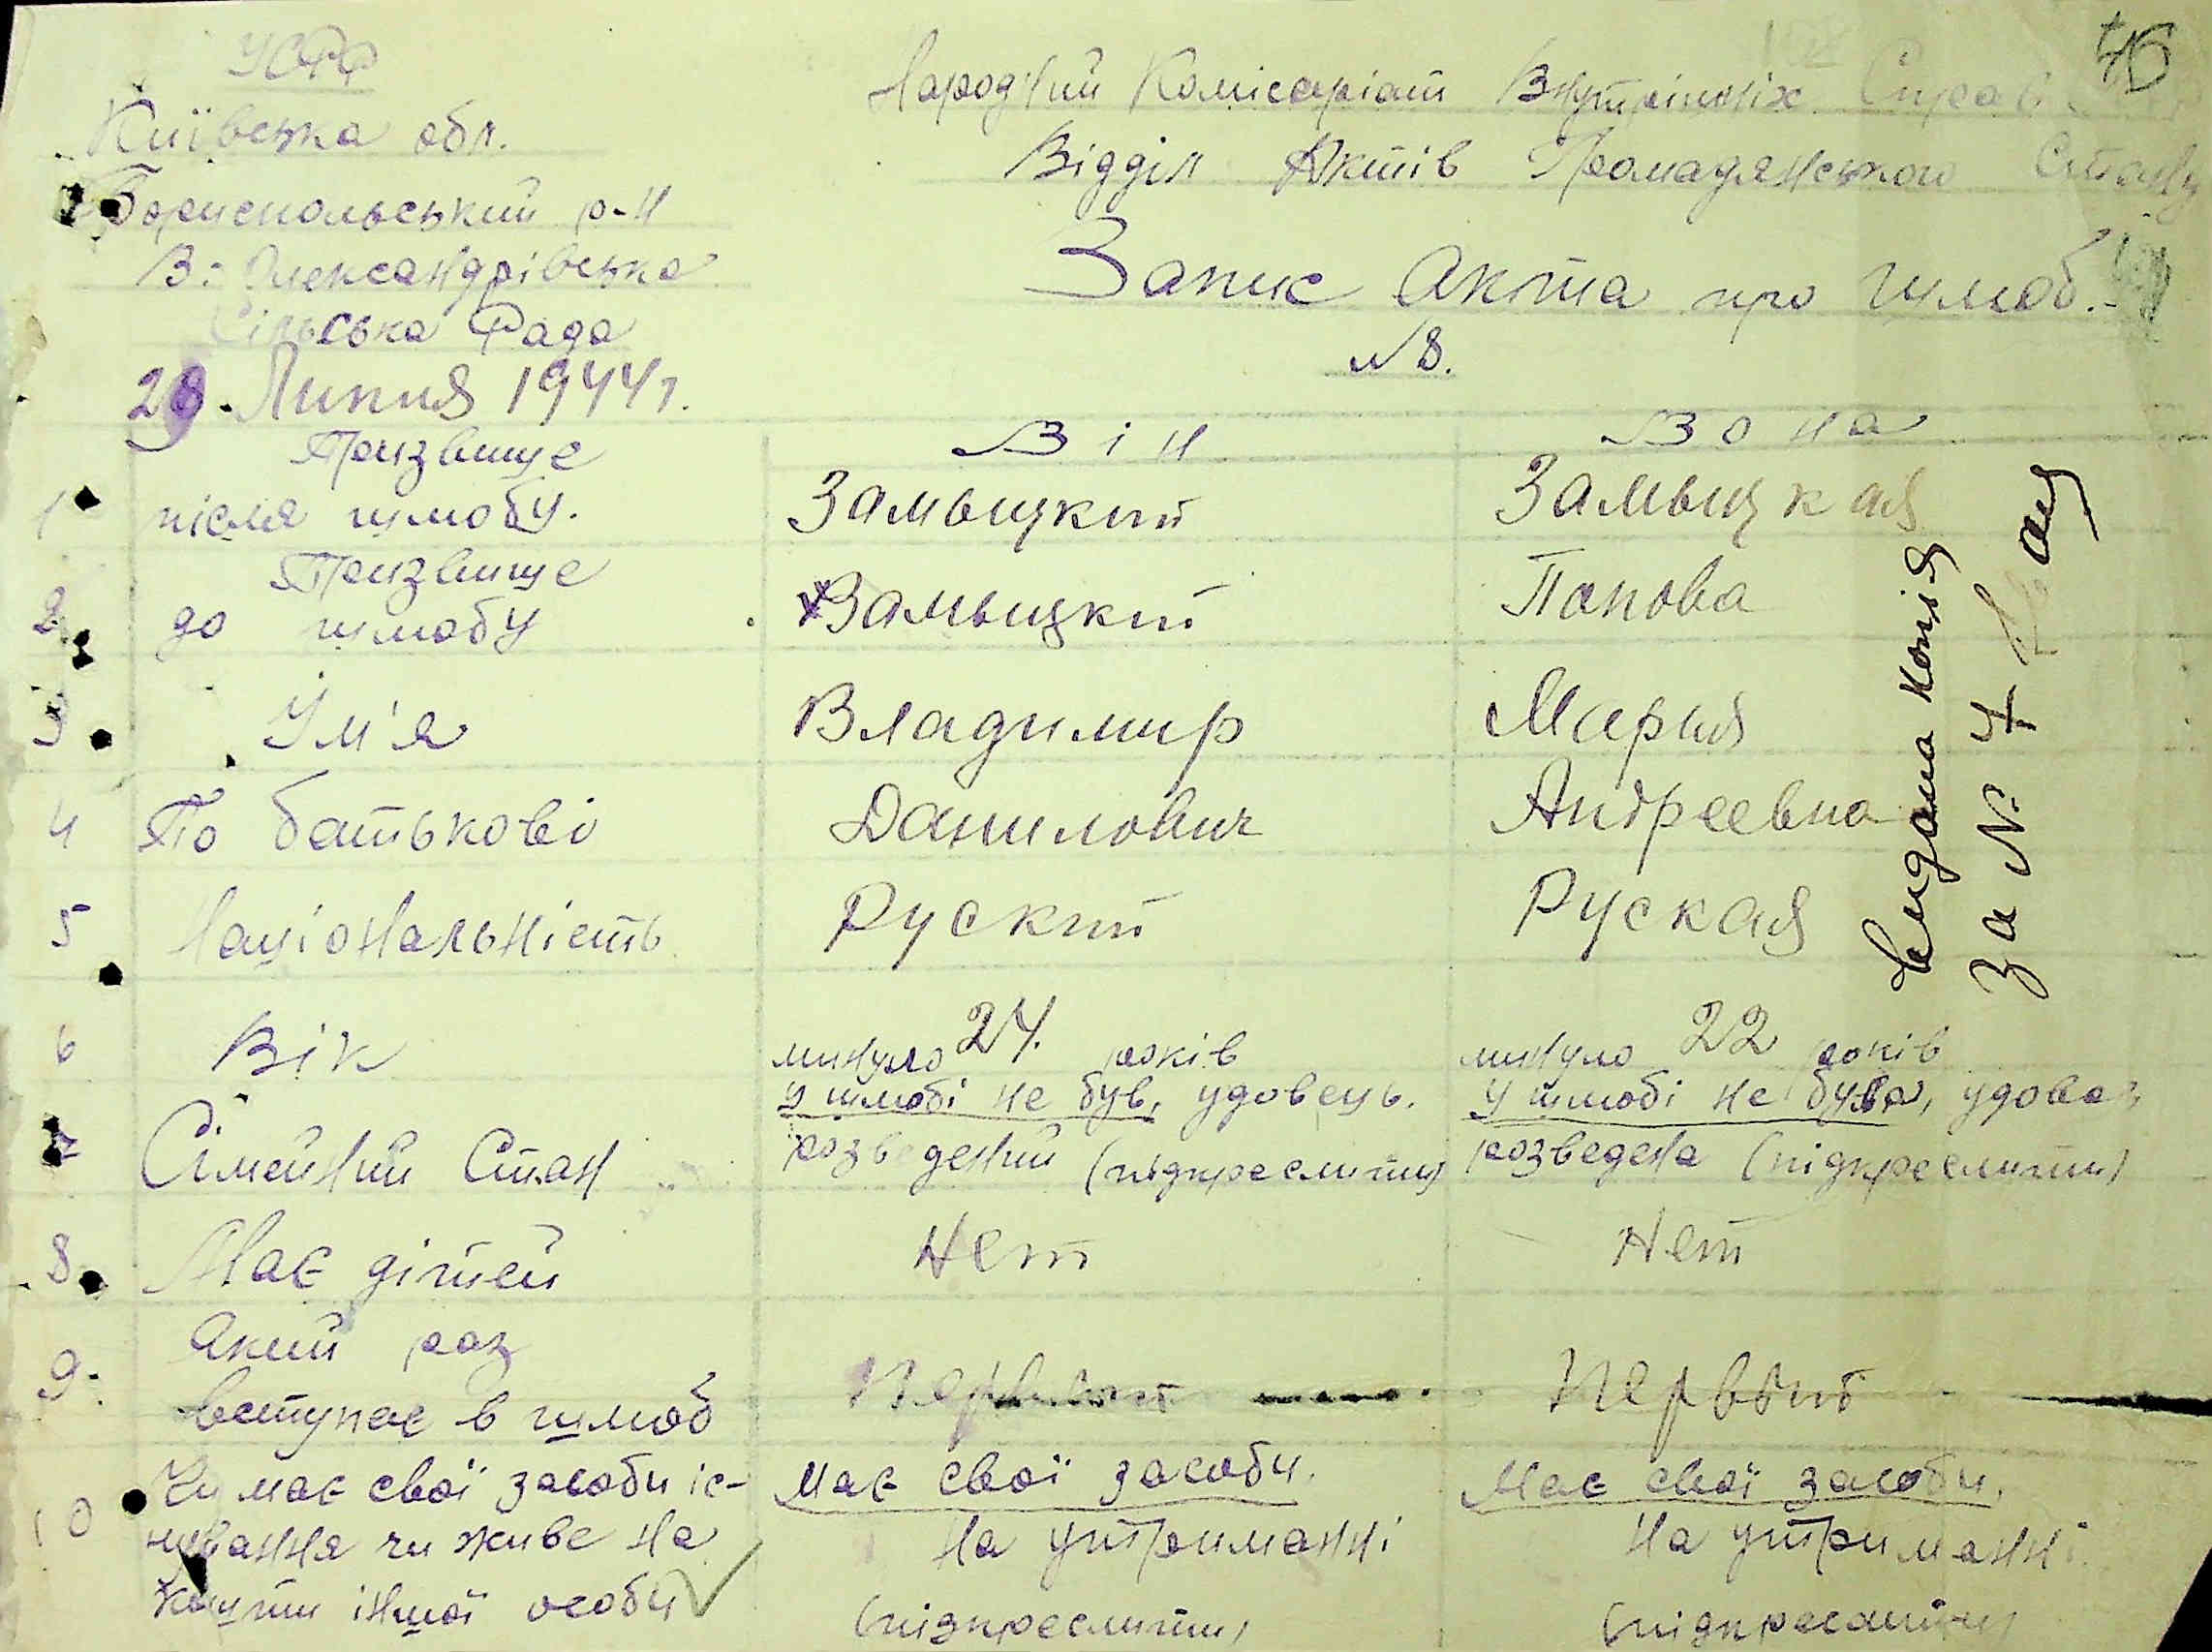 УСРР
Київська обл.
Бориспольський р-н
В.-Олександрівська
Сільська Рада
29. Липня 1944 г.
46
Народній Комісаріат Внутрішніх Справ
Відділ Актів Громадянського Стану
Запис Акта про шлюб.
№ 8.
Він Вона
1 Прізвище
після шлюбу. Замыцкий Замыцкая
2 Прізвище
до шлюбу Замыцкий Попова
3 Ім'я Владимир Мария
4 По батькові Данилович Андреевна
5 Національність Руский Руская
6 Вік минуло 24. років минуло 22 років
7 Сімейний Стан у шлюбі не був, удовець. у шлюбі не була, удова,
розведений (підкреслити) розведена (підкреслити)
8. Має дітей Нет Нет
9. Який раз
вступає в шлюб Первый Первый
10 Чи має свої засоби іс- має свої засоби. Має свої засоби.
нування чи живе на на утриманні на утриманні
кошти іншої особи (підкреслити) (підкреслити)
видана копія
за № 4